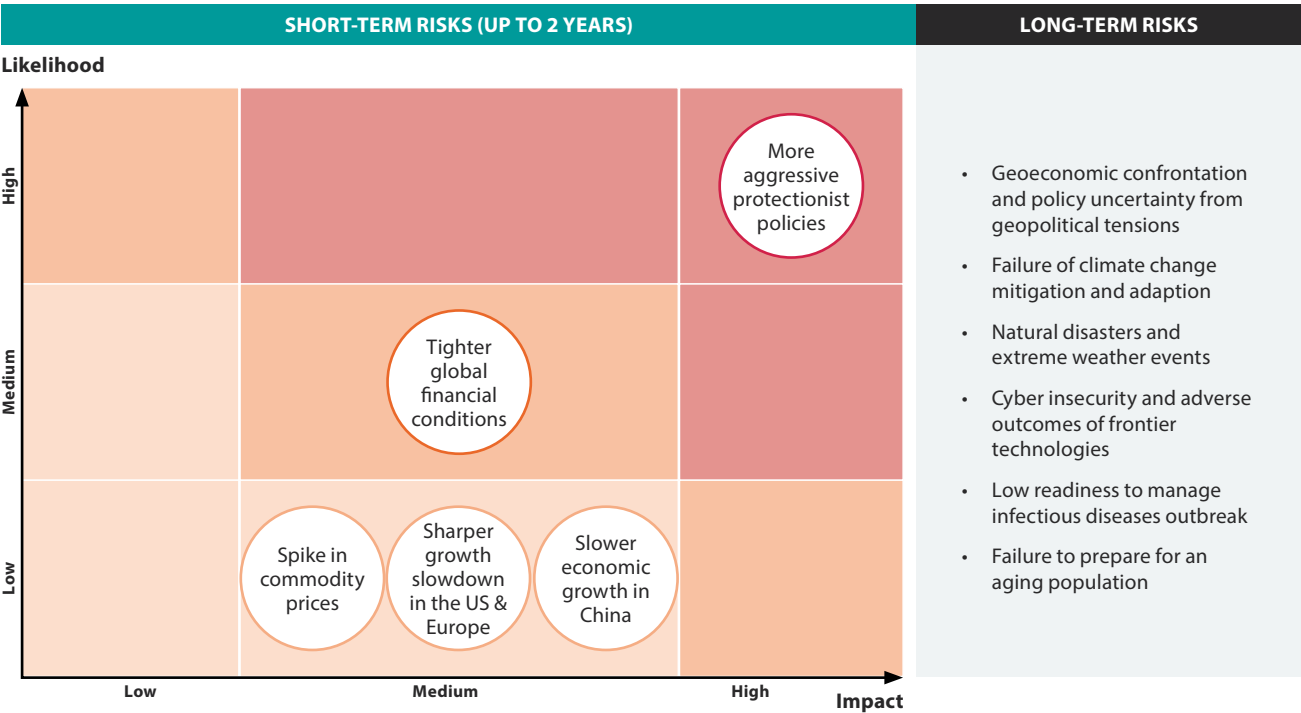 SHORT-TERM RISKS (UP TO 2 YEARS)
LONG-TERM RISKS
Likelihood
High
More
aggressive
protectionist
policies
Medium
Tighter
global
financial
conditions
Low
Spike in
commodity
prices
Sharper
growth
slowdown
in the US &
Europe
Slower
economic
growth in
China
Low
Medium
High
Impact
• Geoeconomic confrontation
and policy uncertainty from
geopolitical tensions
• Failure of climate change
mitigation and adaption
• Natural disasters and
extreme weather events
• Cyber insecurity and adverse
outcomes of frontier
technologies
• Low readiness to manage
infectious diseases outbreak
• Failure to prepare for an
aging population